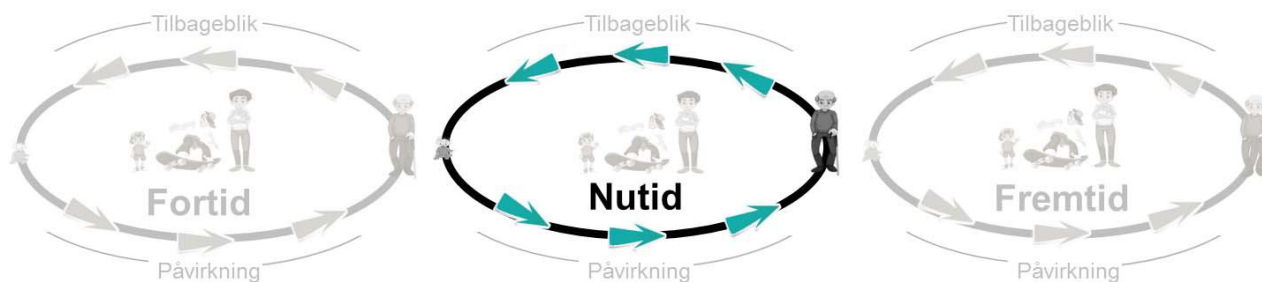 Tilbageblik
Fortid
Påvirkning
Tilbageblik
Nutid
Påvirkning
Tilbageblik
Fremtid
Påvirkning